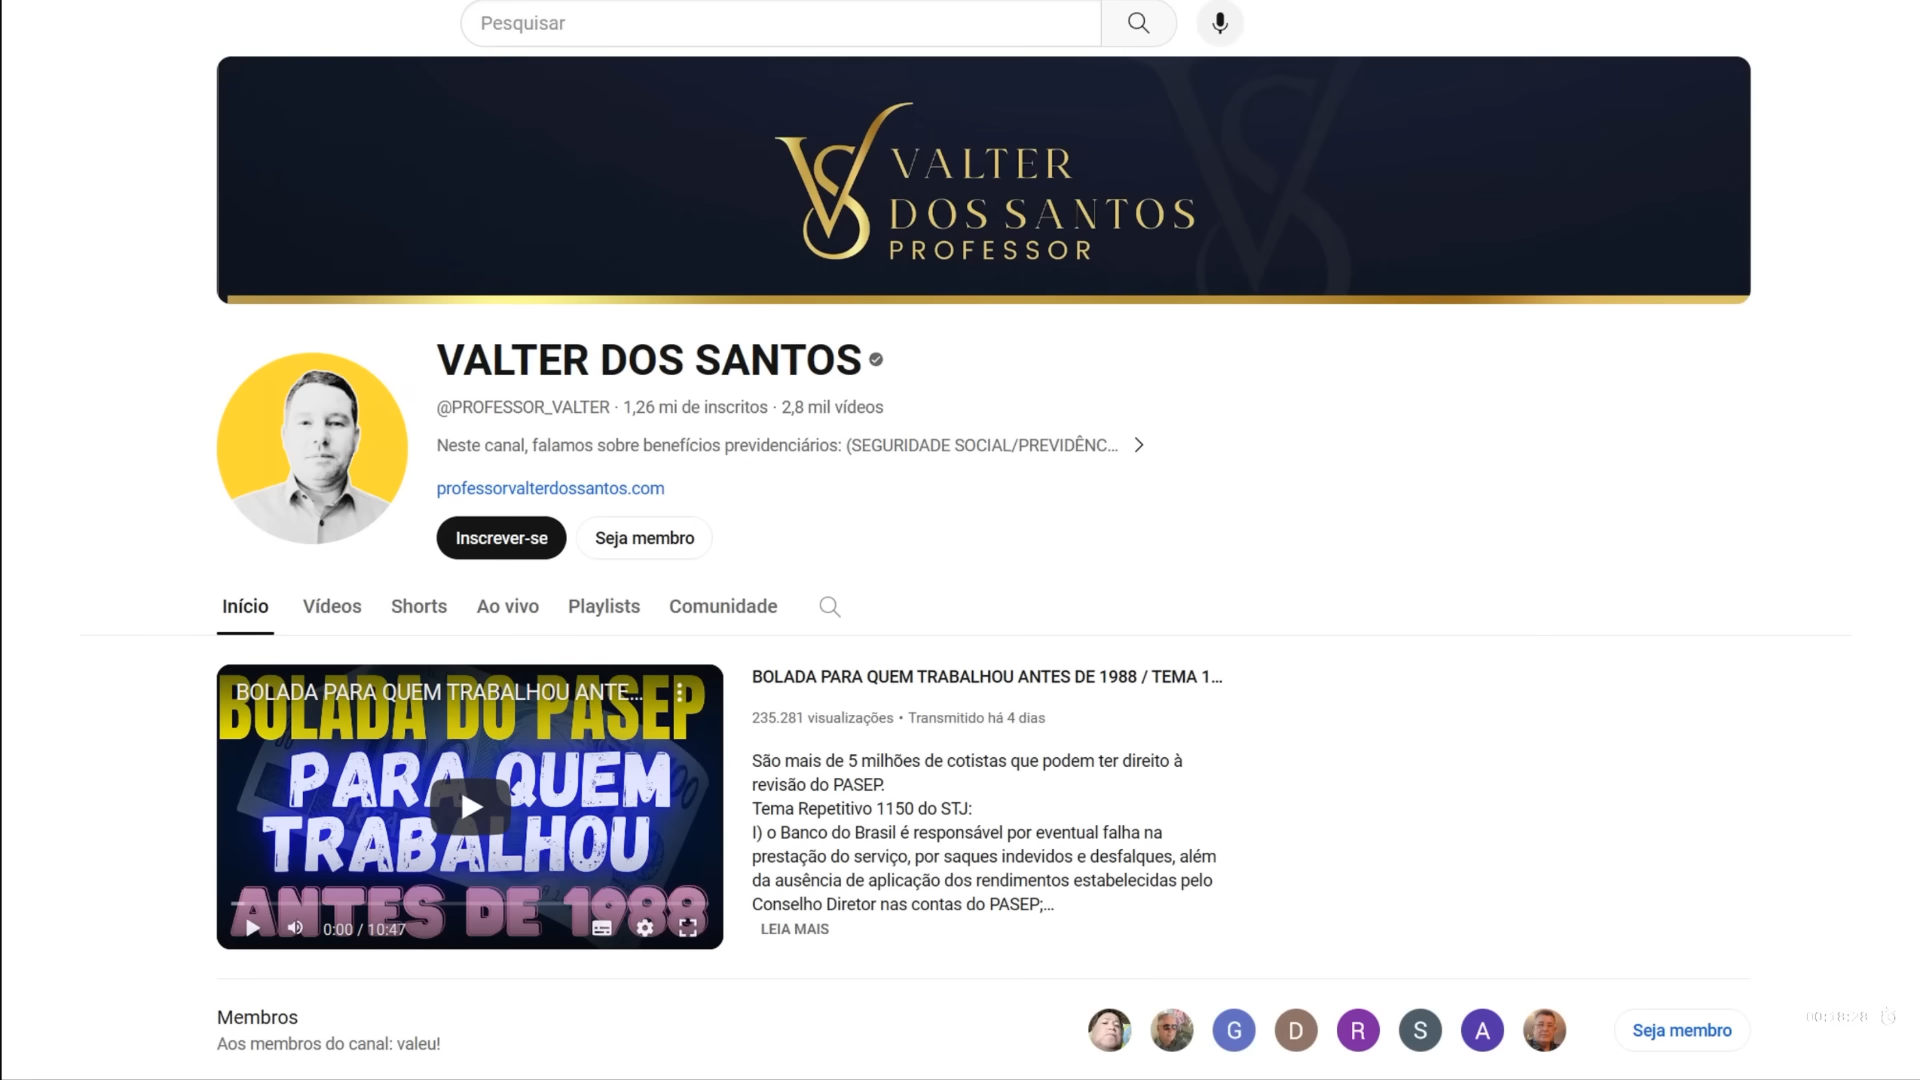 Pesquisar
VALTER
DOS SANTOS
PROFESSOR
VALTER DOS SANTOS
@PROFESSOR_VALTER · 1,26 mi de inscritos · 2,8 mil vídeos
Neste canal, falamos sobre benefícios previdenciários: (SEGURIDADE SOCIAL/PREVIDÊNC...
professorvalterdossantos.com
Inscrever-se
Seja membro
Início
Vídeos
Shorts
Ao vivo
Playlists
Comunidade
BOLADA PARA QUEM TRABALHOU ANTE...
BOLADA DO PASEP
PARA QUEM
TRABALHOU
ANTES DE 1988
0:00 / 10:47
BOLADA PARA QUEM TRABALHOU ANTES DE 1988 / TEMA 1...
235.281 visualizações • Transmitido há 4 dias
São mais de 5 milhões de cotistas que podem ter direito à
revisão do PASEP.
Tema Repetitivo 1150 do STJ:
I) o Banco do Brasil é responsável por eventual falha na
prestação do serviço, por saques indevidos e desfalques, além
da ausência de aplicação dos rendimentos estabelecidas pelo
Conselho Diretor nas contas do PASEP;...
LEIA MAIS
Membros
Aos membros do canal: valeu!
G
D
R
S
A
Seja membro